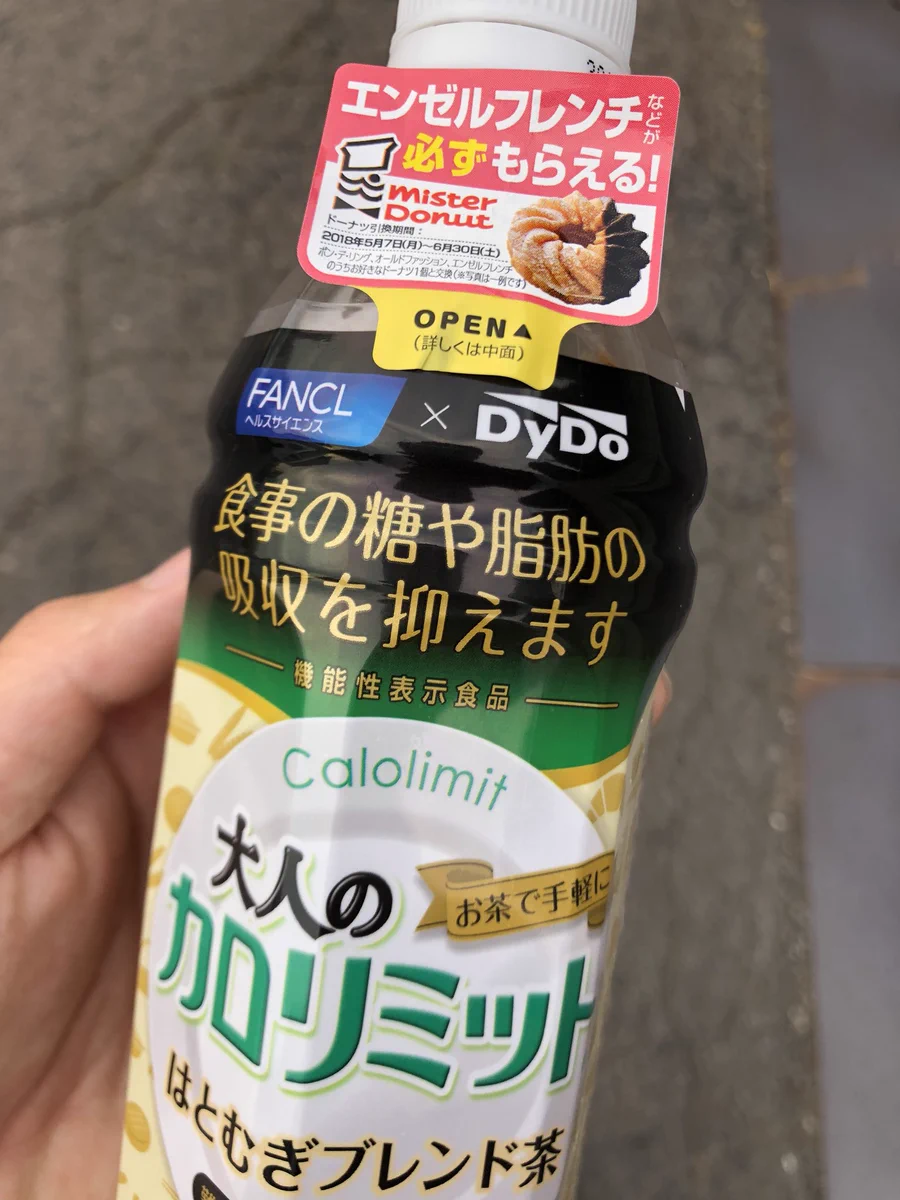 エンゼルフレンチなどが
必ずもらえる!
Mister
Donut
ドーナツ引換期間：
2018年5月7日(月)〜6月30日(土)
ポン・デ・リング、オールドファッション、エンゼルフレンチ
のうちお好きなドーナツ1個と交換(※写真は一例です)
OPEN▲
(詳しくは中面)
FANCL × DyDo
ヘルスサイエンス
食事の糖や脂肪の
吸収を抑えます
機能性表示食品
Calolimit
大人の
お茶で手軽に
カロリミット
はとむぎブレンド茶